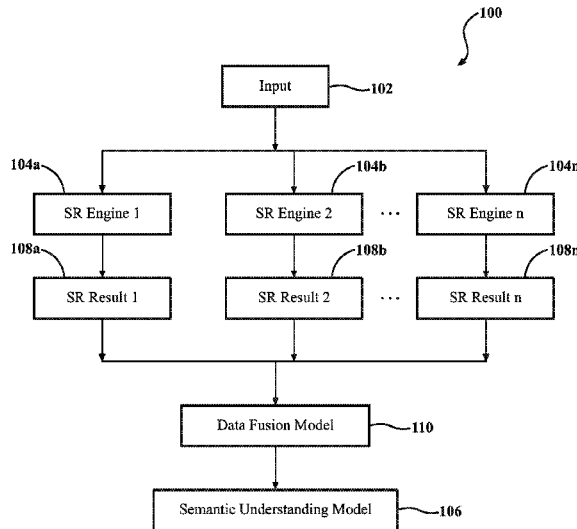 100
Input
102
104a
104b
104n
SR Engine 1
SR Engine 2
...
SR Engine n
108a
108b
108n
SR Result 1
SR Result 2
...
SR Result n
Data Fusion Model
110
Semantic Understanding Model
106